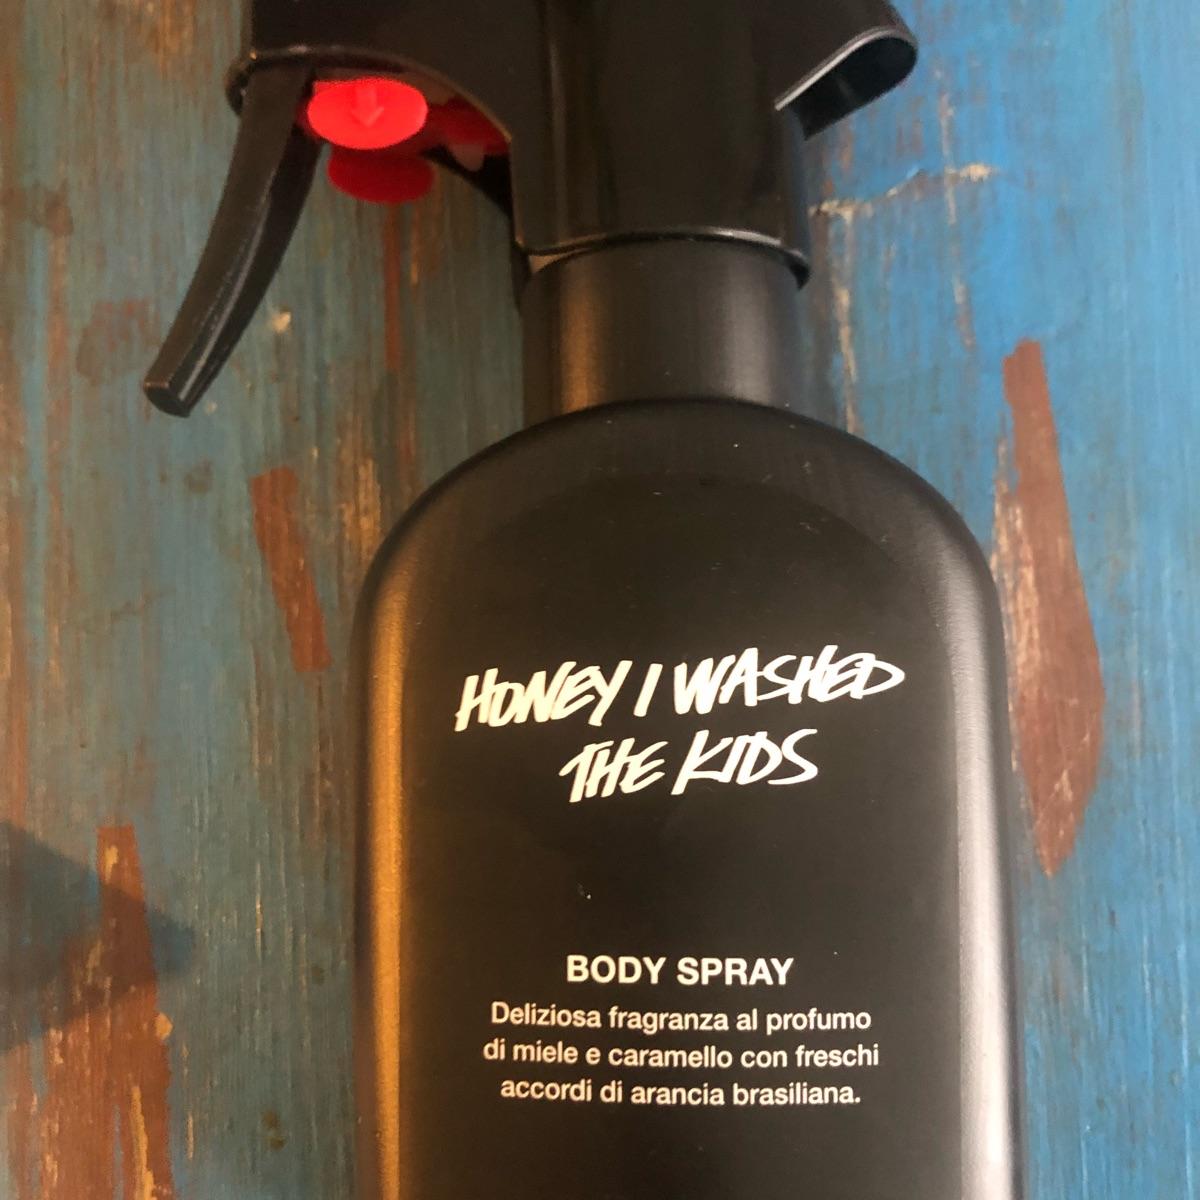 HONEY I WASHED
THE KIDS
BODY SPRAY
Deliziosa fragranza al profumo
di miele e caramello con freschi
accordi di arancia brasiliana.